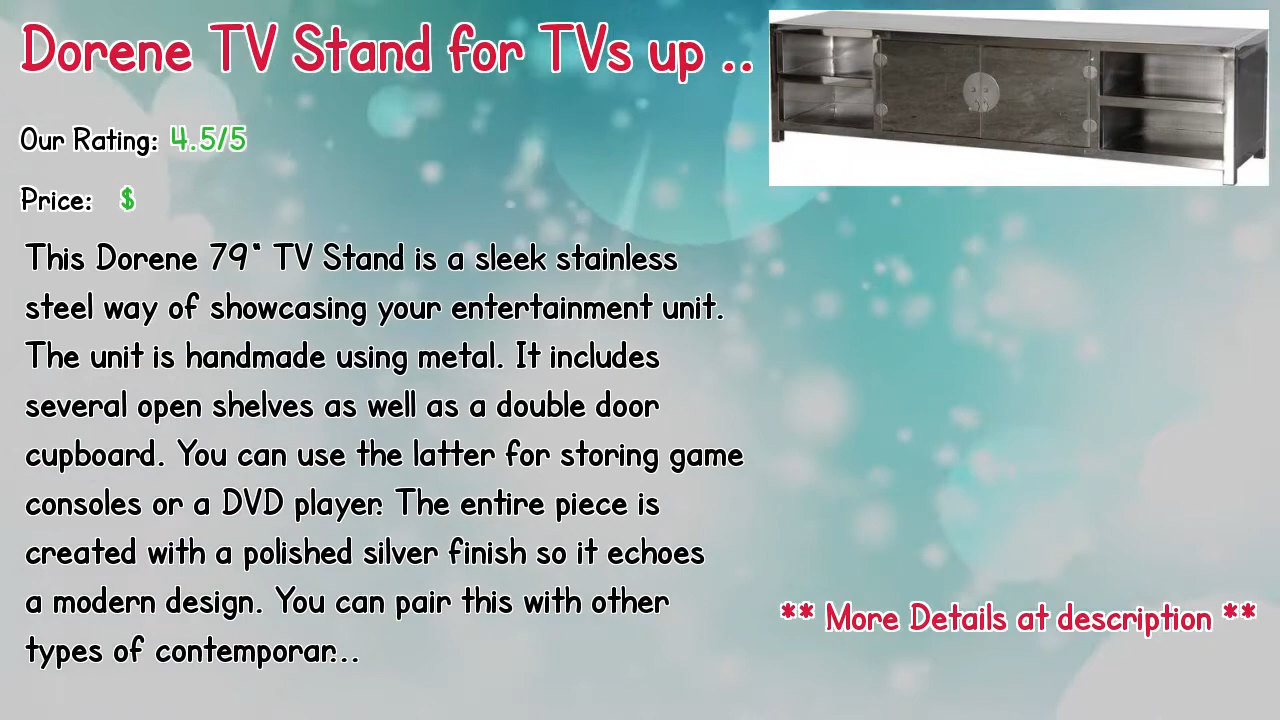 Dorene TV Stand for TVs up ..
Our Rating: 4.5/5
Price: $
This Dorene 79" TV Stand is a sleek stainless
steel way of showcasing your entertainment unit.
The unit is handmade using metal. It includes
several open shelves as well as a double door
cupboard. You can use the latter for storing game
consoles or a DVD player. The entire piece is
created with a polished silver finish so it echoes
a modern design. You can pair this with other
types of contemporar...
** More Details at description **